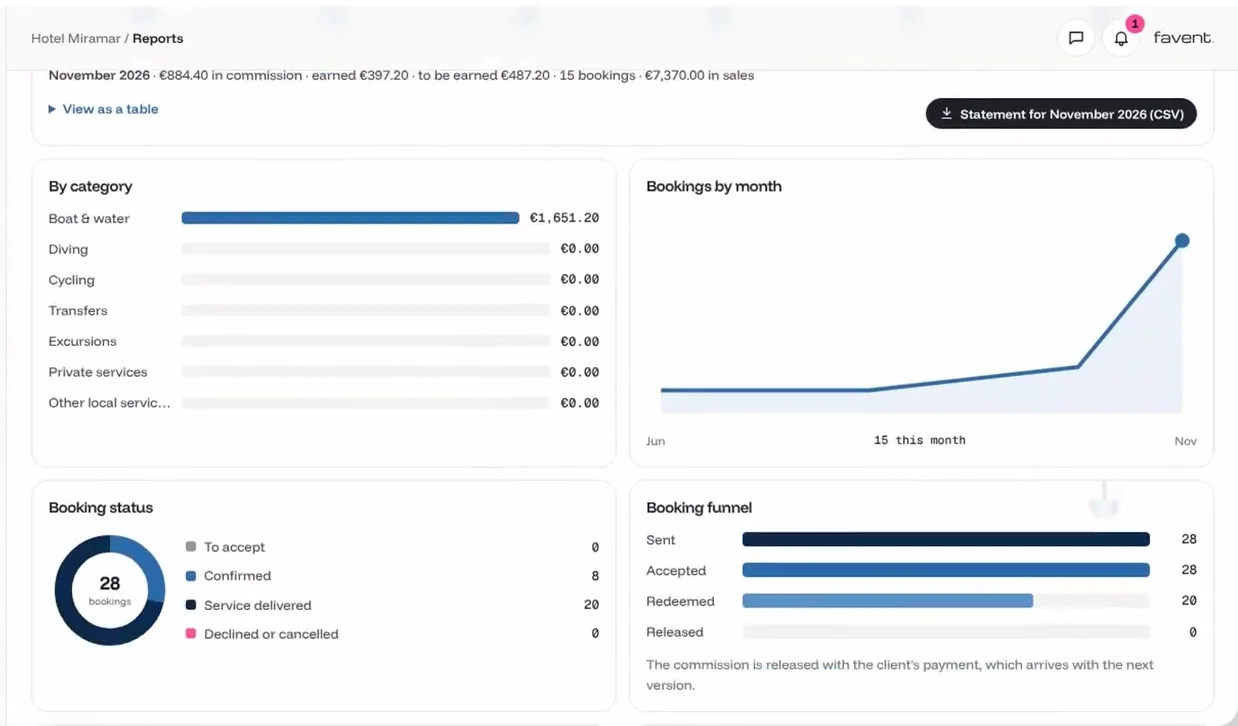 Hotel Miramar / Reports
1
favent.
November 2026 · €884.40 in commission · earned €397.20 · to be earned €487.20 · 15 bookings · €7,370.00 in sales
View as a table
Statement for November 2026 (CSV)
By category
Boat & water €1,651.20
Diving €0.00
Cycling €0.00
Transfers €0.00
Excursions €0.00
Private services €0.00
Other local servic... €0.00
Bookings by month
Jun 15 this month Nov
Booking status
28
bookings
To accept 0
Confirmed 8
Service delivered 20
Declined or cancelled 0
Booking funnel
Sent 28
Accepted 28
Redeemed 20
Released 0
The commission is released with the client's payment, which arrives with the next
version.